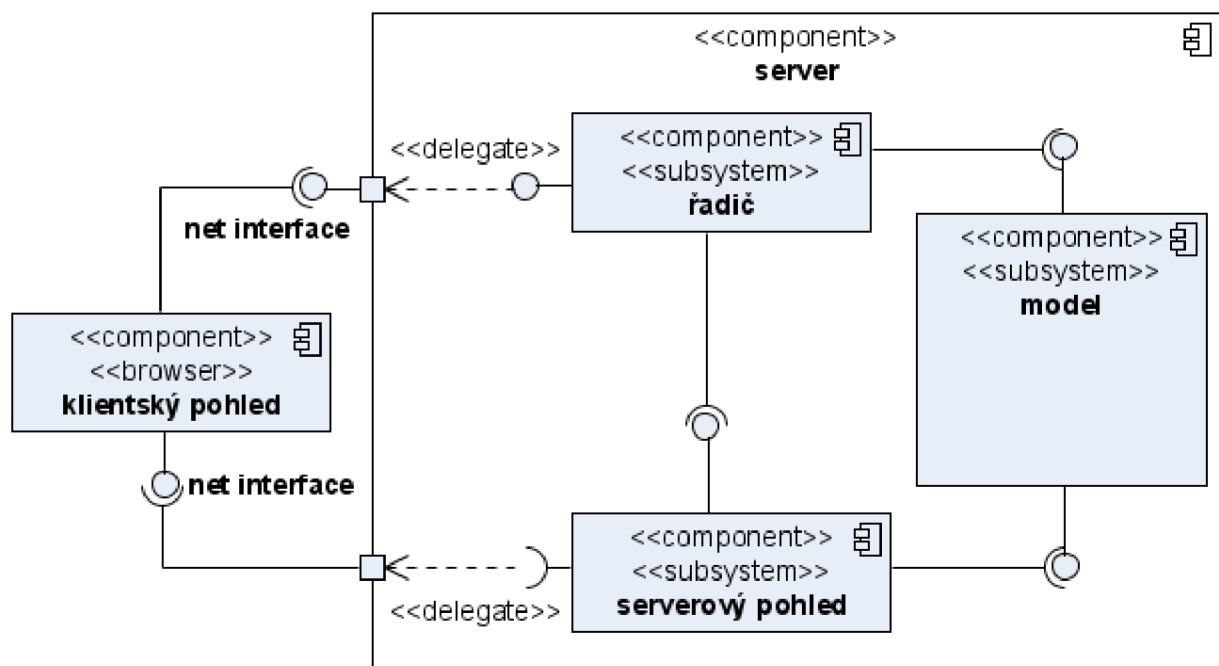 <<component>>
server
<<delegate>>
<<component>>
<<subsystem>>
řadič
net interface
<<component>>
<<subsystem>>
model
<<component>>
<<browser>>
klientský pohled
net interface
<<component>>
<<subsystem>>
serverový pohled
<<delegate>>